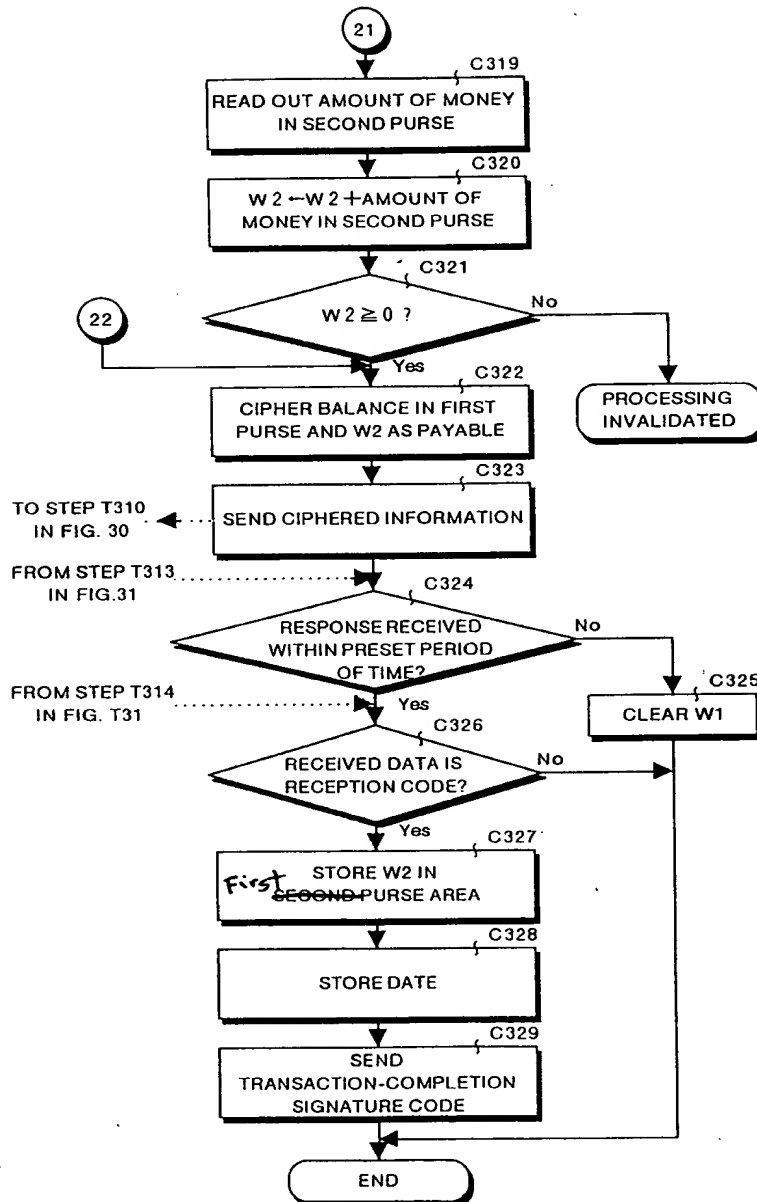 21
C319
READ OUT AMOUNT OF MONEY
IN SECOND PURSE
C320
W2←W2+AMOUNT OF
MONEY IN SECOND PURSE
C321
W2≧0 ?
No
22
Yes
C322
CIPHER BALANCE IN FIRST
PURSE AND W2 AS PAYABLE
PROCESSING
INVALIDATED
C323
TO STEP T310
IN FIG. 30
SEND CIPHERED INFORMATION
FROM STEP T313
IN FIG.31
C324
RESPONSE RECEIVED
WITHIN PRESET PERIOD
OF TIME?
No
C325
CLEAR W1
FROM STEP T314
IN FIG. T31
Yes
C326
RECEIVED DATA IS
RECEPTION CODE?
No
Yes
C327
STORE W2 IN
First SECOND PURSE AREA
C328
STORE DATE
C329
SEND
TRANSACTION-COMPLETION
SIGNATURE CODE
END